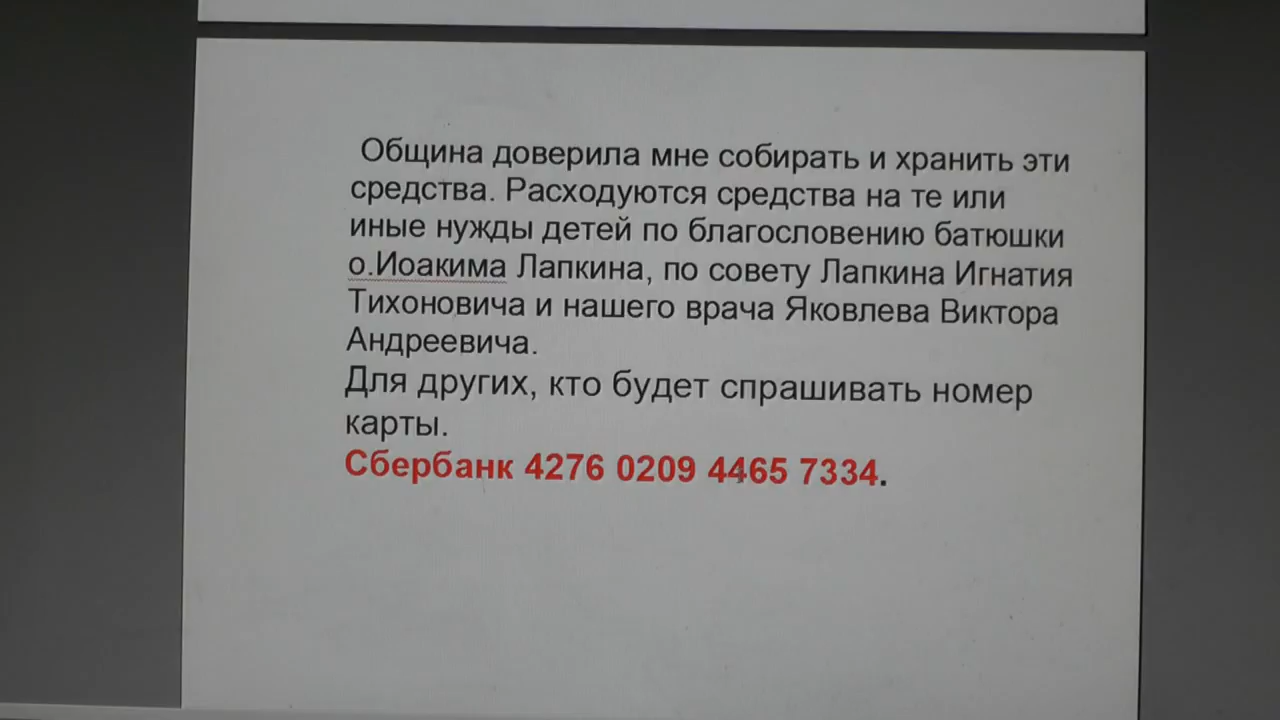 Община доверила мне собирать и хранить эти
средства. Расходуются средства на те или
иные нужды детей по благословению батюшки
о.Иоакима Лапкина, по совету Лапкина Игнатия
Тихоновича и нашего врача Яковлева Виктора
Андреевича.
Для других, кто будет спрашивать номер
карты.
Сбербанк 4276 0209 4465 7334.